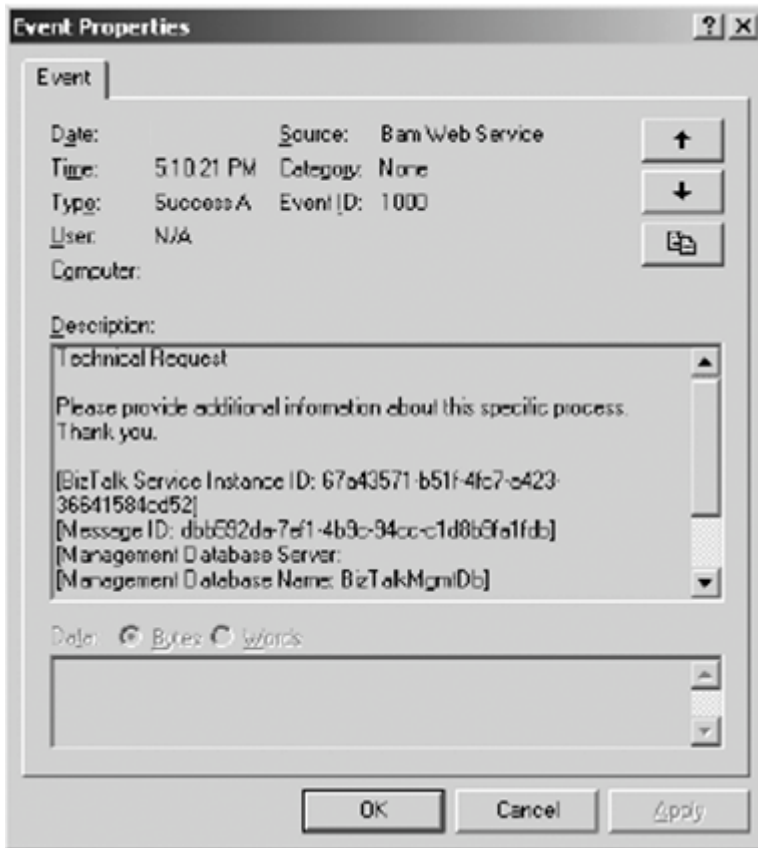 Event Properties
Event
Date:
Source: Bam Web Service
Time: 5:10:21 PM
Category: None
Type: Success A
Event ID: 1000
User: N/A
Computer:
Description:
Technical Request
Please provide additional information about this specific process.
Thank you.
[BizTalk Service Instance ID: 67a43571-b51f-4fc7-a423-
36641584cd52]
[Message ID: dbb592da-7ef1-4b9c-94cc-c1d8b9fa1fdb]
[Management Database Server:
[Management Database Name: BizTalkMgmtDb]
Data: Bytes Words
OK
Cancel
Apply